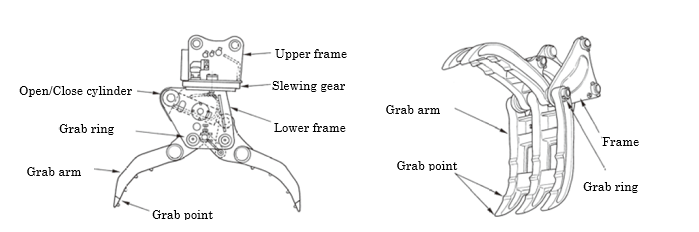 Upper frame
Open/Close cylinder
Slewing gear
Grab ring
Lower frame
Grab arm
Grab point
Grab arm
Frame
Grab point
Grab ring